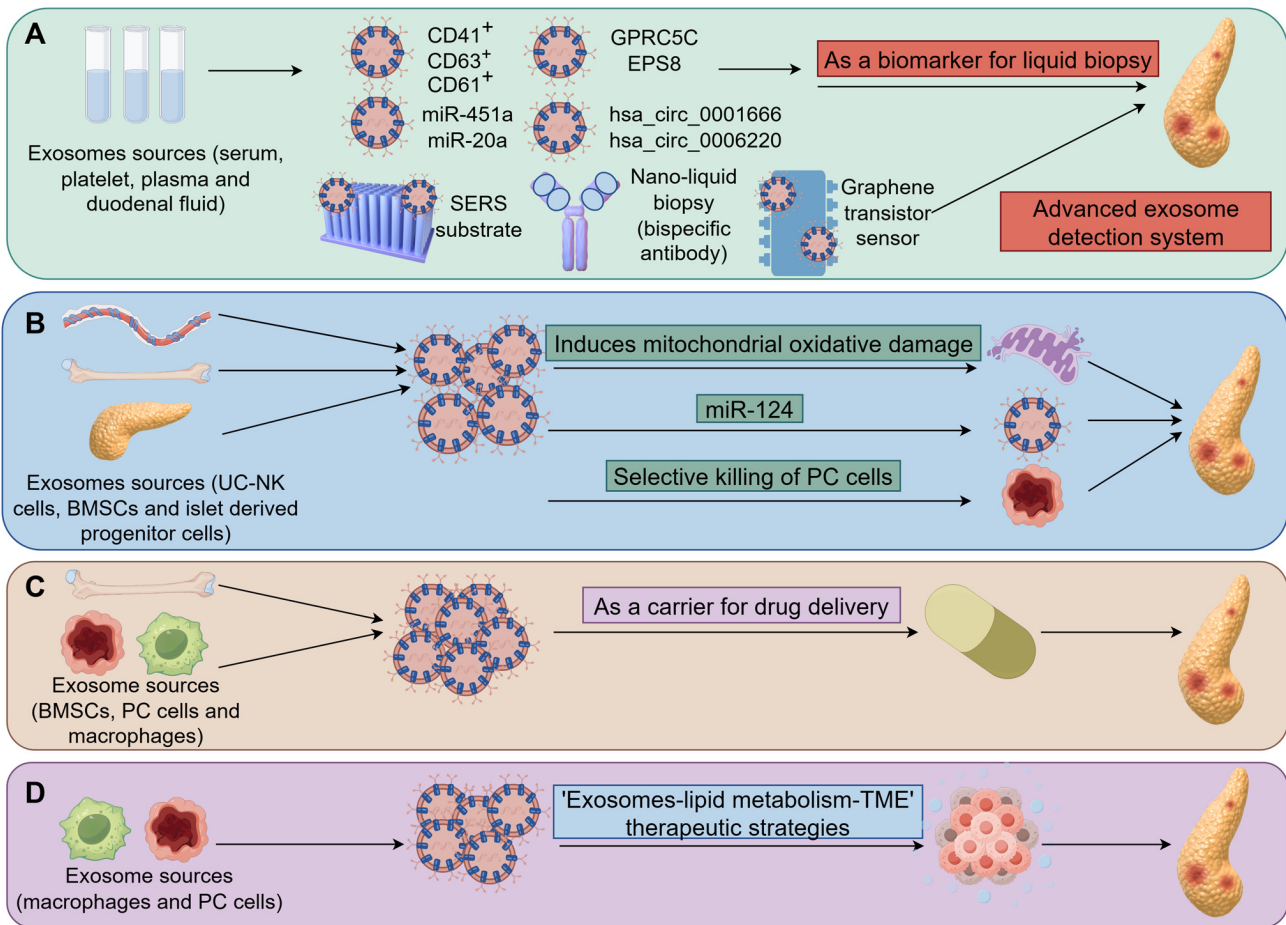 A
Exosomes sources (serum,
platelet, plasma and
duodenal fluid)
CD41+
CD63+
CD61+
GPRC5C
EPS8
miR-451a
miR-20a
hsa_circ_0001666
hsa_circ_0006220
SERS
substrate
Nano-liquid
biopsy
(bispecific
antibody)
Graphene
transistor
sensor
As a biomarker for liquid biopsy
Advanced exosome
detection system
B
Exosomes sources (UC-NK
cells, BMSCs and islet derived
progenitor cells)
Induces mitochondrial oxidative damage
miR-124
Selective killing of PC cells
C
Exosome sources
(BMSCs, PC cells and
macrophages)
As a carrier for drug delivery
D
Exosome sources
(macrophages and PC cells)
'Exosomes-lipid metabolism-TME'
therapeutic strategies